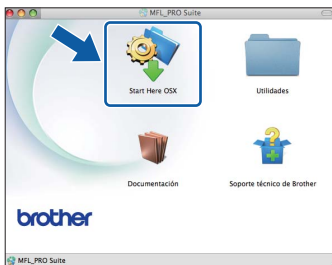 MFL_PRO Suite
Start Here OSX
Utilidades
Documentación
Soporte técnico de Brother
brother
MFL_PRO Suite